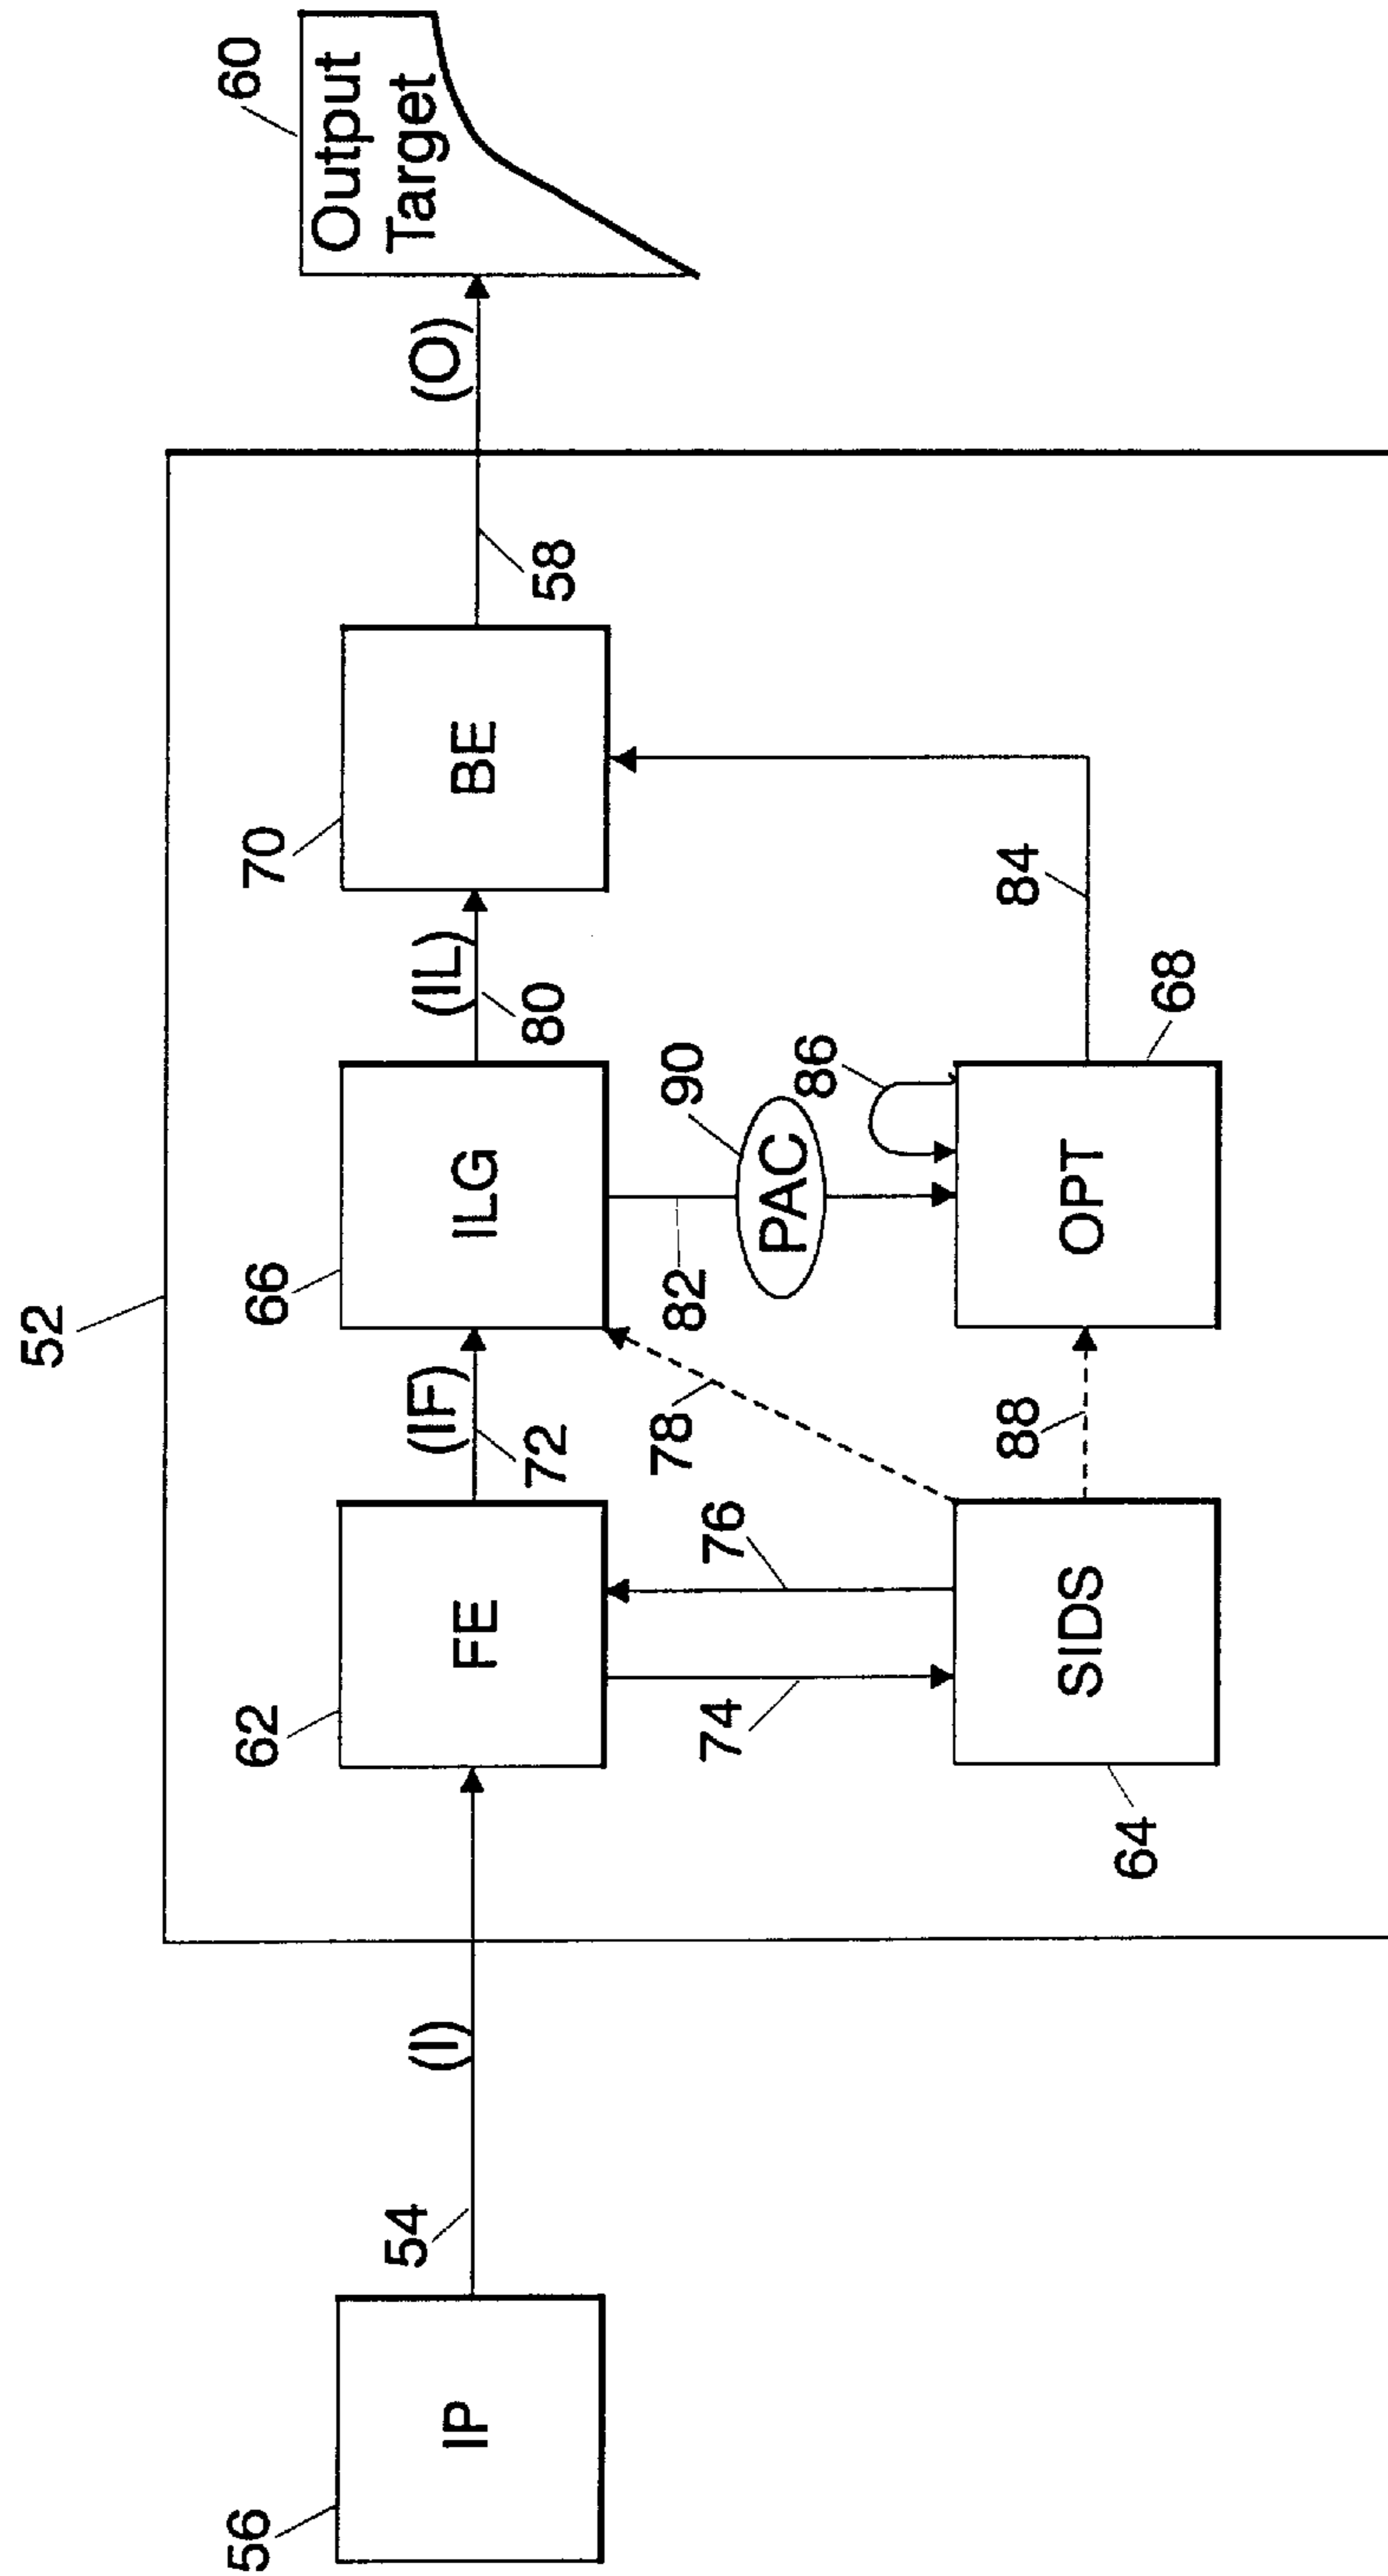 52
60
Output
Target
(O)
58
70
BE
(IL)
80
66
ILG
(IF)
72
62
FE
(I)
54
56
IP
84
68
86
90
PAC
82
OPT
78
88
76
74
SIDS
64